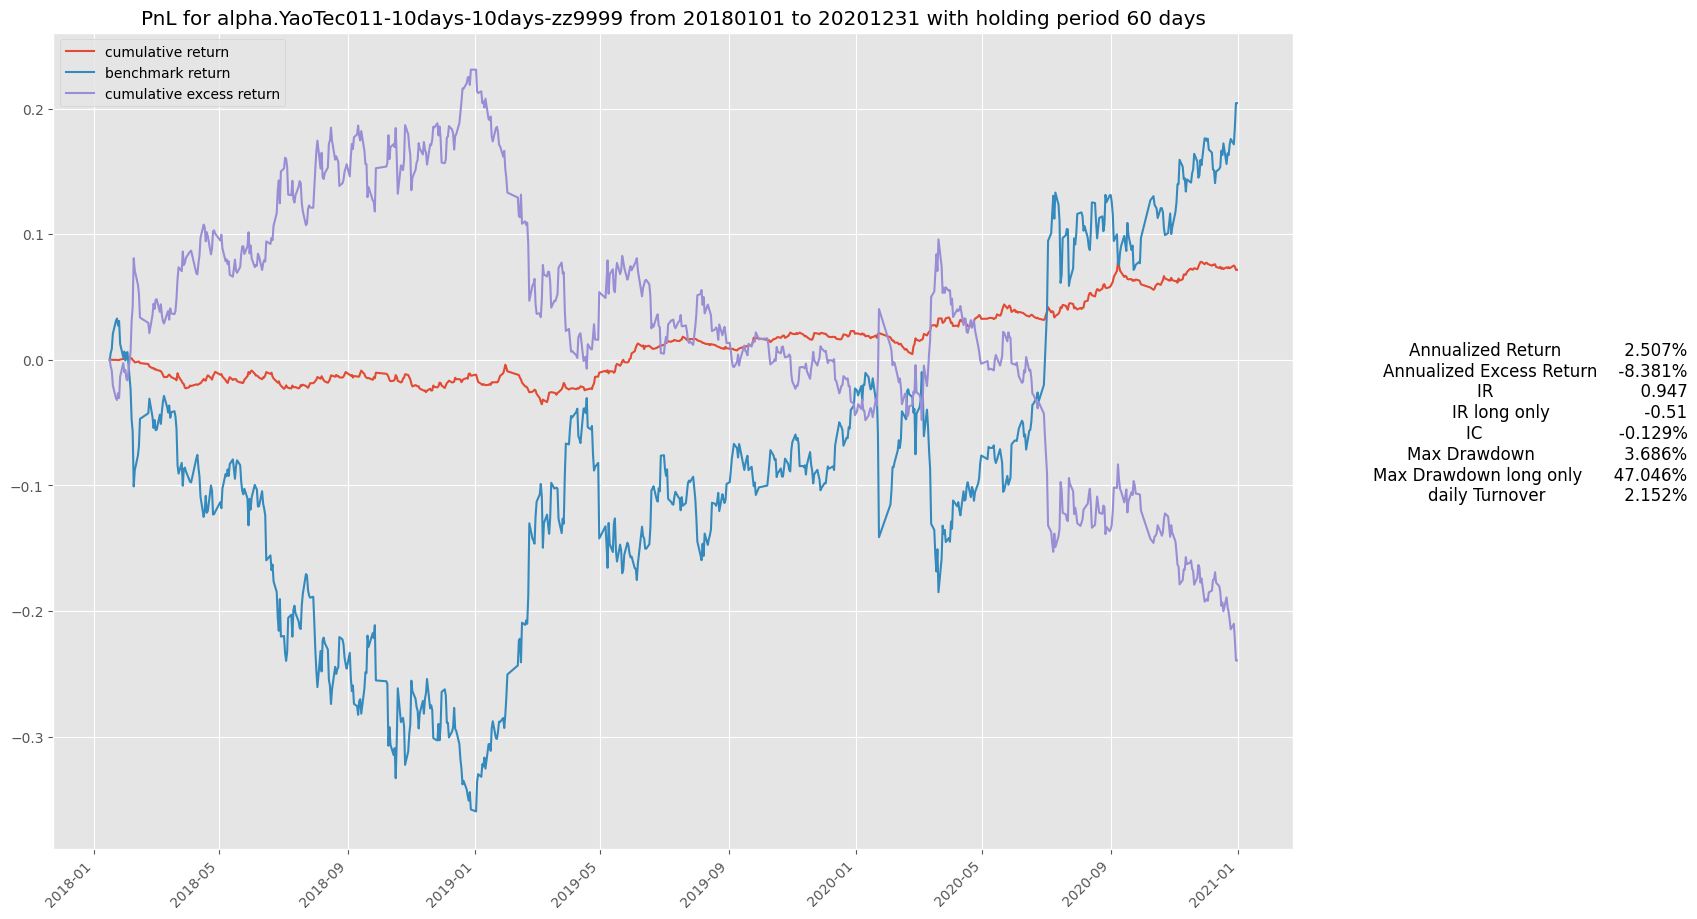 PnL for alpha.YaoTec011-10days-10days-zz9999 from 20180101 to 20201231 with holding period 60 days
cumulative return
benchmark return
cumulative excess return
0.2
0.1
0.0
−0.1
−0.2
−0.3
2018-01
2018-05
2018-09
2019-01
2019-05
2019-09
2020-01
2020-05
2020-09
2021-01
Annualized Return 2.507%
Annualized Excess Return -8.381%
IR 0.947
IR long only -0.51
IC -0.129%
Max Drawdown 3.686%
Max Drawdown long only 47.046%
daily Turnover 2.152%